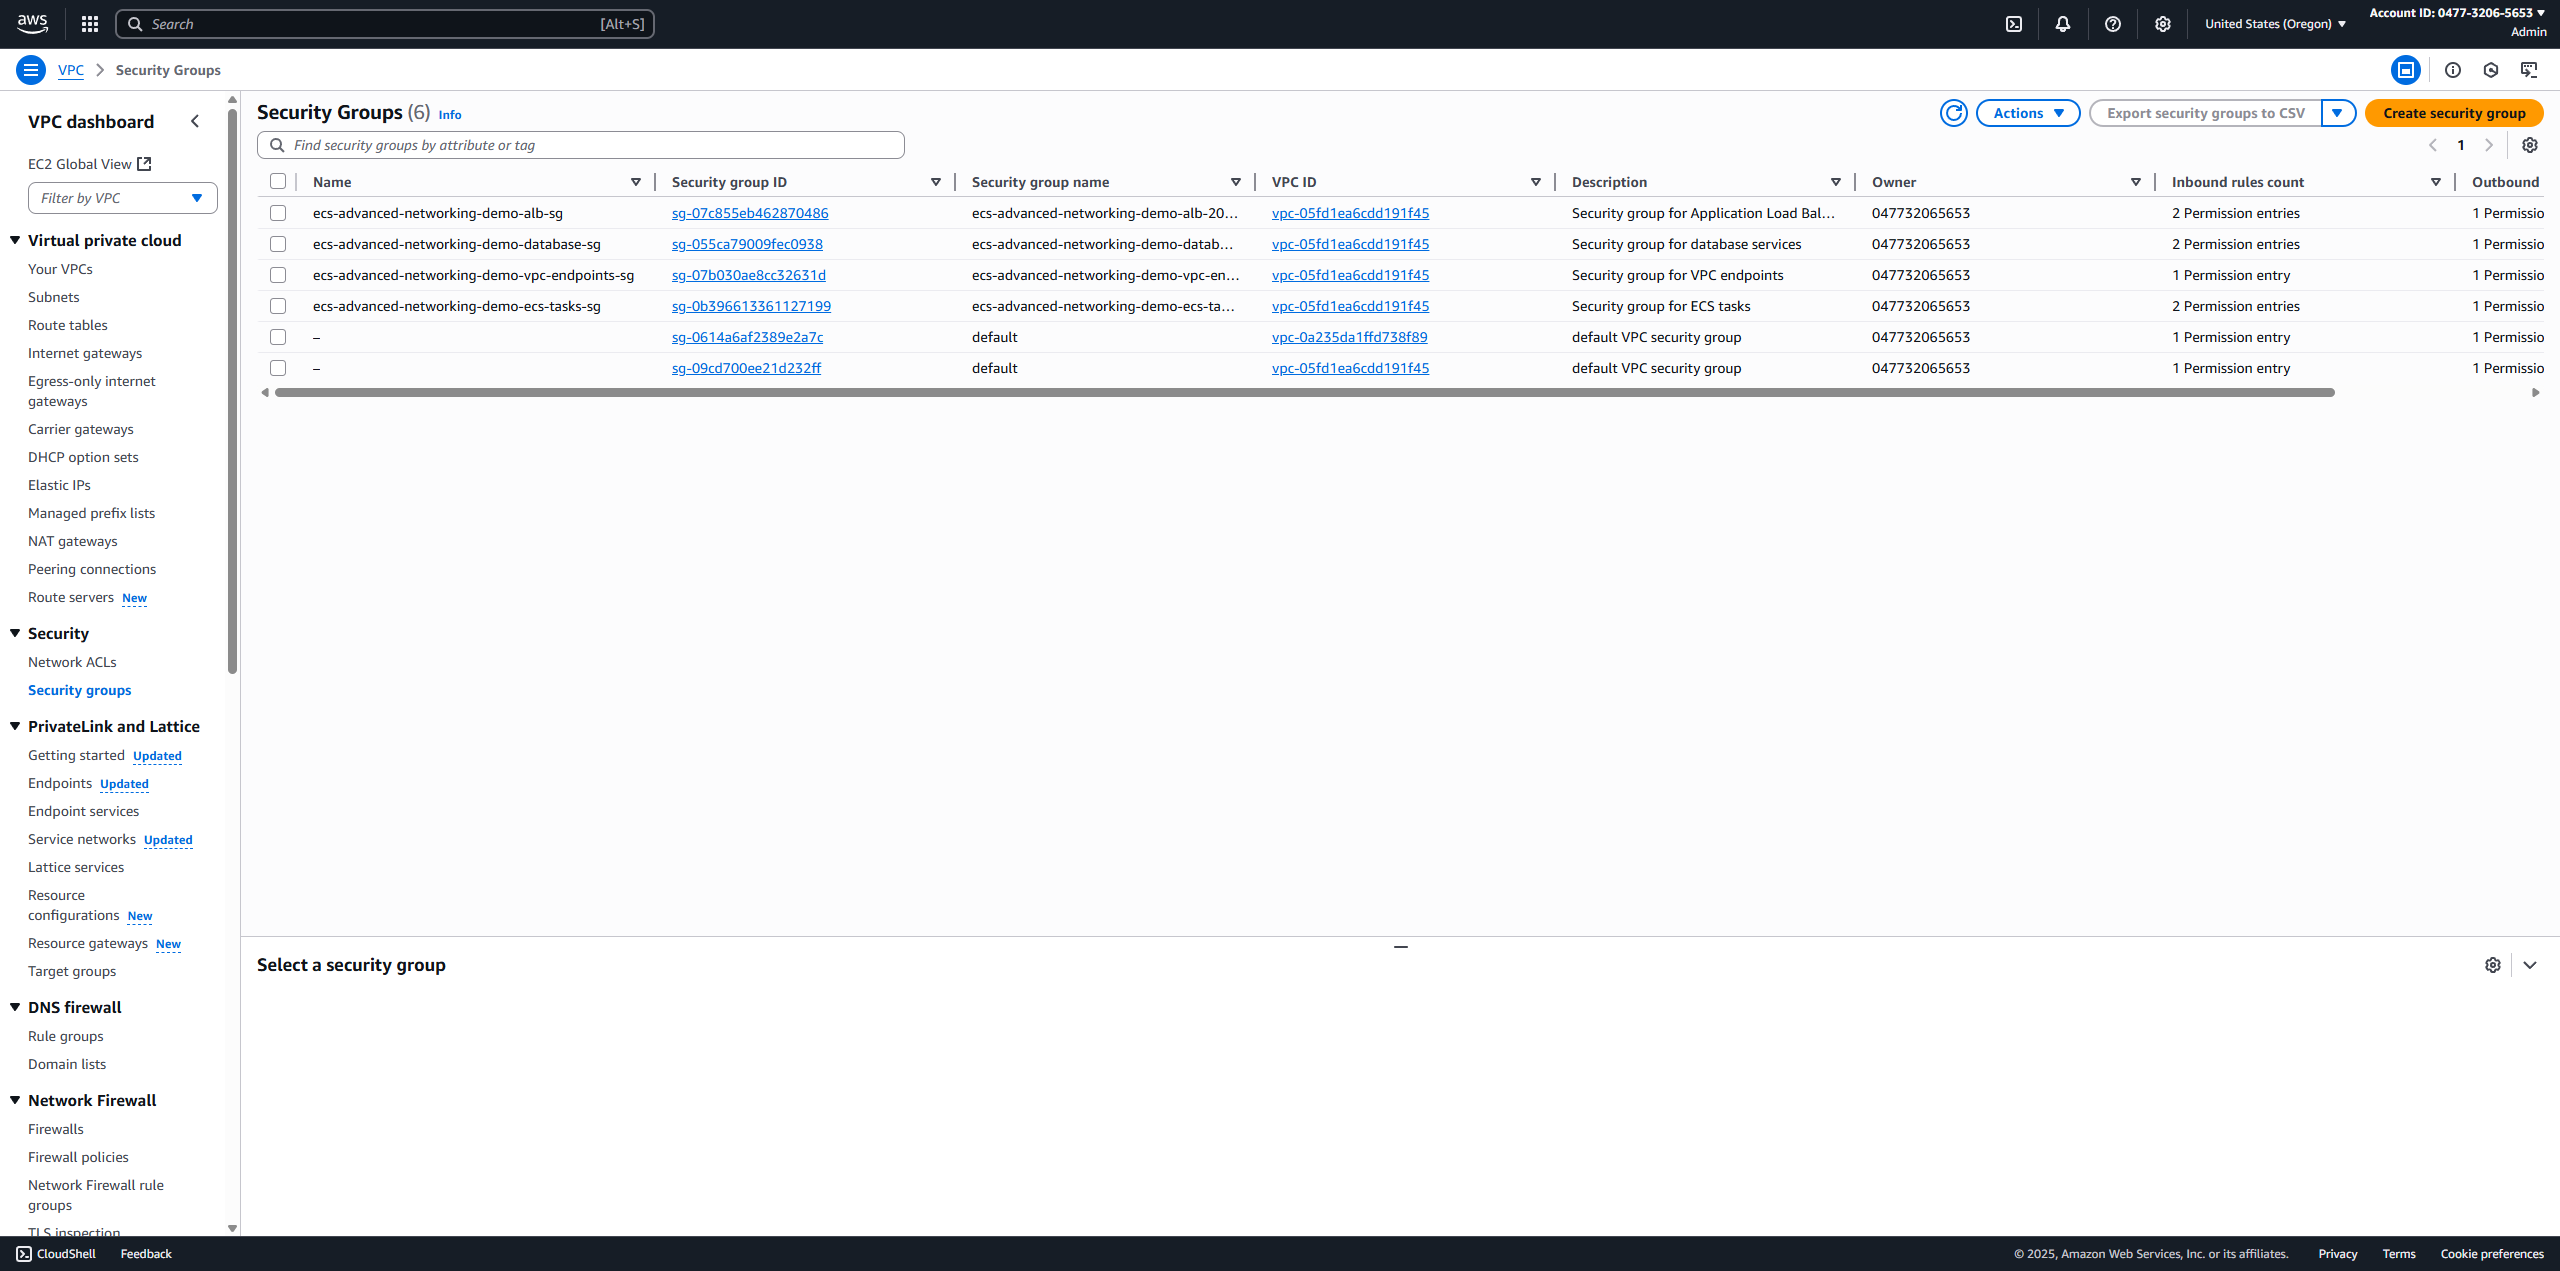 aws
Search
[Alt+S]
United States (Oregon)
Account ID: 0477-3206-5653
Admin
VPC
Security Groups
VPC dashboard
EC2 Global View
Filter by VPC
Virtual private cloud
Your VPCs
Subnets
Route tables
Internet gateways
Egress-only internet
gateways
Carrier gateways
DHCP option sets
Elastic IPs
Managed prefix lists
NAT gateways
Peering connections
Route servers New
Security
Network ACLs
Security groups
PrivateLink and Lattice
Getting started Updated
Endpoints Updated
Endpoint services
Service networks Updated
Lattice services
Resource
configurations New
Resource gateways New
Target groups
DNS firewall
Rule groups
Domain lists
Network Firewall
Firewalls
Firewall policies
Network Firewall rule
groups
TLS inspection
Security Groups (6) Info
Actions
Export security groups to CSV
Create security group
Find security groups by attribute or tag
1
Name Security group ID Security group name VPC ID Description Owner Inbound rules count Outbound
ecs-advanced-networking-demo-alb-sg sg-07c855eb462870486 ecs-advanced-networking-demo-alb-20... vpc-05fd1ea6cdd191f45 Security group for Application Load Bal... 047732065653 2 Permission entries 1 Permissio
ecs-advanced-networking-demo-database-sg sg-055ca79009fec0938 ecs-advanced-networking-demo-datab... vpc-05fd1ea6cdd191f45 Security group for database services 047732065653 2 Permission entries 1 Permissio
ecs-advanced-networking-demo-vpc-endpoints-sg sg-07b030ae8cc32631d ecs-advanced-networking-demo-vpc-en... vpc-05fd1ea6cdd191f45 Security group for VPC endpoints 047732065653 1 Permission entry 1 Permissio
ecs-advanced-networking-demo-ecs-tasks-sg sg-0b396613361127199 ecs-advanced-networking-demo-ecs-ta... vpc-05fd1ea6cdd191f45 Security group for ECS tasks 047732065653 2 Permission entries 1 Permissio
– sg-0614a6af2389e2a7c default vpc-0a235da1ffd738f89 default VPC security group 047732065653 1 Permission entry 1 Permissio
– sg-09cd700ee21d232ff default vpc-05fd1ea6cdd191f45 default VPC security group 047732065653 1 Permission entry 1 Permissio
Select a security group
CloudShell
Feedback
© 2025, Amazon Web Services, Inc. or its affiliates.
Privacy
Terms
Cookie preferences